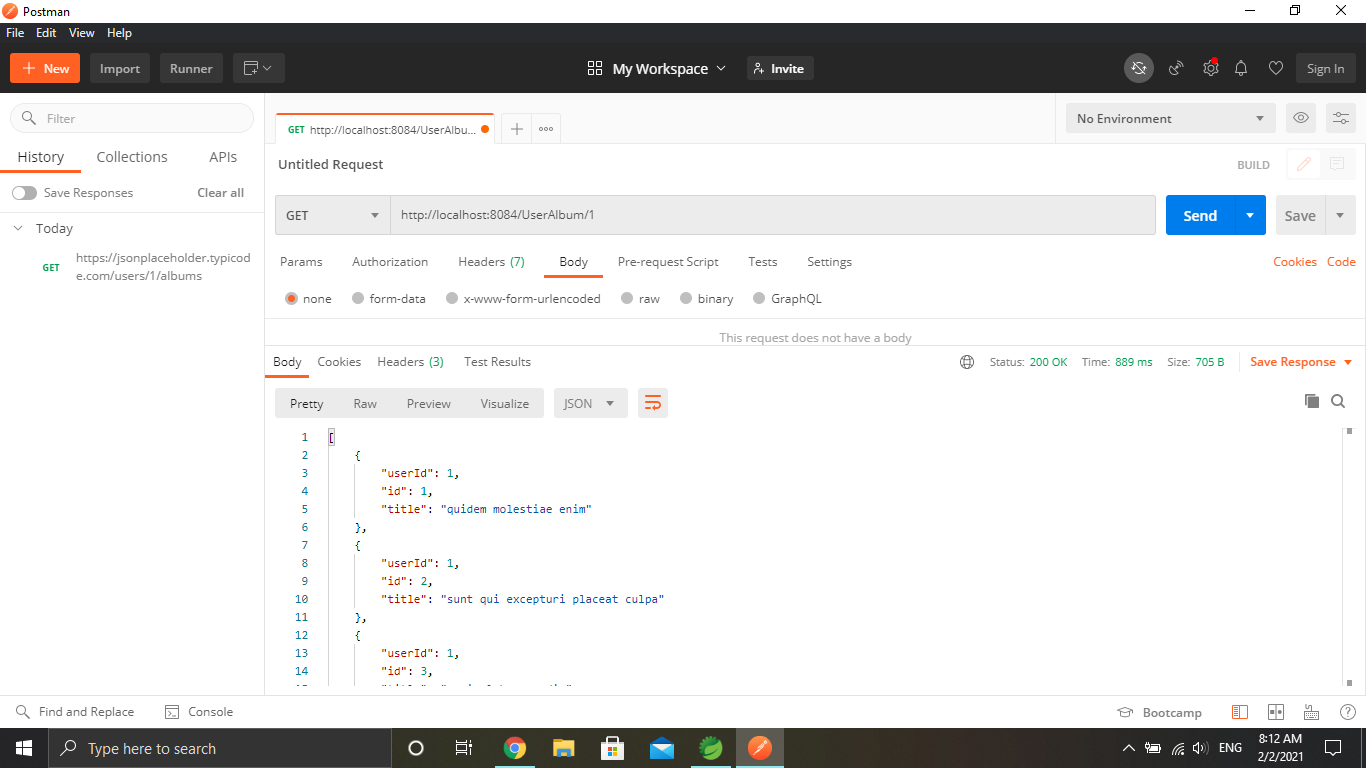 Postman
File Edit View Help
New Import Runner My Workspace Invite Sign In
Filter
History Collections APIs
Save Responses Clear all
Today
GET https://jsonplaceholder.typicod
e.com/users/1/albums
GET http://localhost:8084/UserAlbu...
No Environment
Untitled Request BUILD
GET http://localhost:8084/UserAlbum/1 Send Save
Params Authorization Headers (7) Body Pre-request Script Tests Settings Cookies Code
none form-data x-www-form-urlencoded raw binary GraphQL
This request does not have a body
Body Cookies Headers (3) Test Results Status: 200 OK Time: 889 ms Size: 705 B Save Response
Pretty Raw Preview Visualize JSON
1 [
2 {
3 "userId": 1,
4 "id": 1,
5 "title": "quidem molestiae enim"
6 },
7 {
8 "userId": 1,
9 "id": 2,
10 "title": "sunt qui excepturi placeat culpa"
11 },
12 {
13 "userId": 1,
14 "id": 3,
Find and Replace Console Bootcamp
Type here to search ENG 8:12 AM
2/2/2021